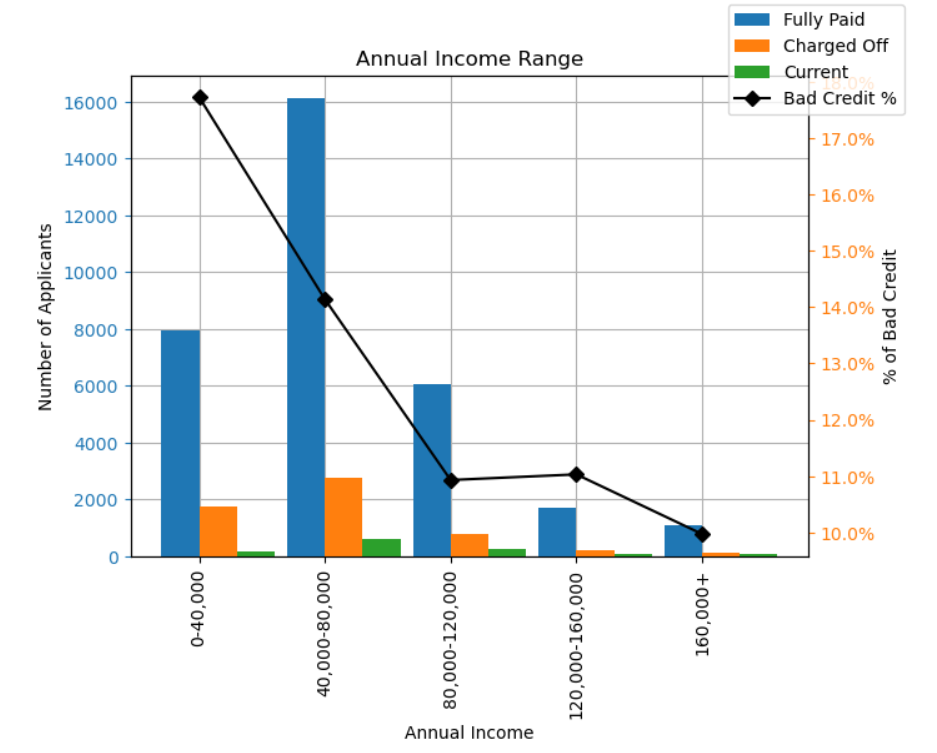 Fully Paid
Charged Off
Current
Bad Credit %
Annual Income Range
Number of Applicants
16000
14000
12000
10000
8000
6000
4000
2000
0
18.0%
17.0%
16.0%
15.0%
14.0%
13.0%
12.0%
11.0%
10.0%
% of Bad Credit
0-40,000
40,000-80,000
80,000-120,000
120,000-160,000
160,000+
Annual Income